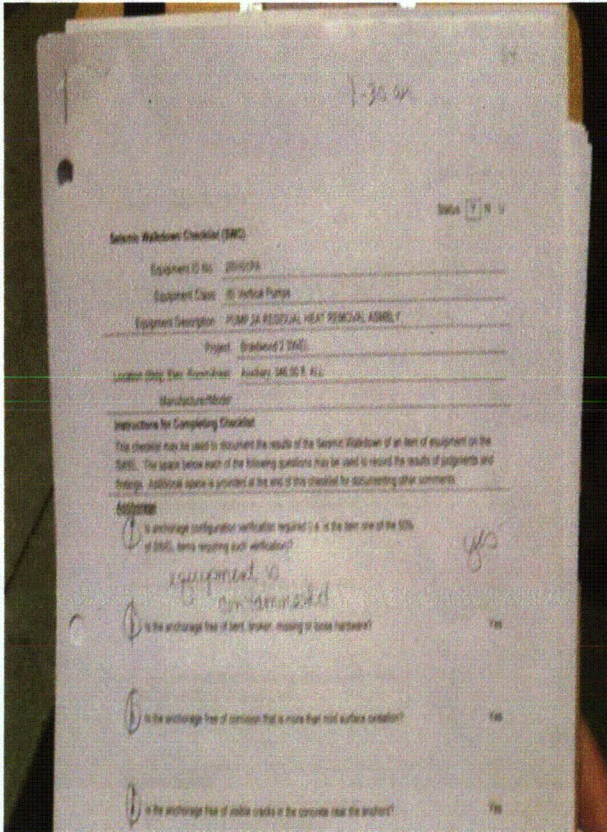 Status Y N U
Seismic Walkdown Checklist (SWC)
Equipment ID No.
Equipment Class Vertical Pumps
Equipment Description PUMP 2A RESIDUAL HEAT REMOVAL ASMBLY
Project Braidwood 2 SWEL
Location (Bldg, Elev, Room/Area) Auxiliary, 346.00 ft, ALL
Manufacturer/Model
Instructions for Completing Checklist
This checklist may be used to document the results of the Seismic Walkdown of an item of equipment on the
SWEL. The space below each of the following questions may be used to record the results of judgments and
findings. Additional space is provided at the end of this checklist for documenting other comments.
Anchorage
Is anchorage configuration verification required (i.e. is the item one of the 50%
of SWEL items requiring such verification)?
yes
equipment is
contaminated
Is the anchorage free of bent, broken, missing or loose hardware? Yes
Is the anchorage free of corrosion that is more than mild surface oxidation? Yes
Is the anchorage free of visible cracks in the concrete near the anchors? Yes